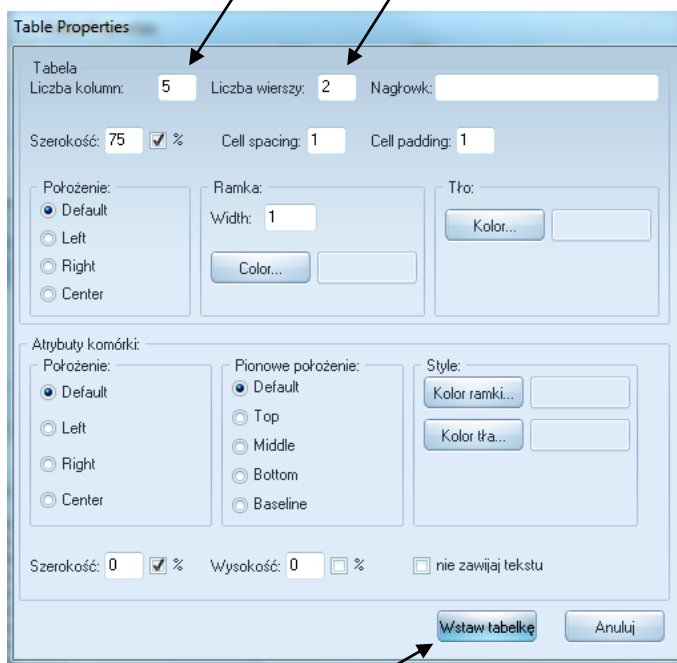 Table Properties
Tabela
Liczba kolumn: 5 Liczba wierszy: 2 Nagłowk:
Szerokość: 75 % Cell spacing: 1 Cell padding: 1
Położenie: Ramka: Tło:
Default
Left
Right
Center
Width: 1
Color...
Kolor...
Atrybuty komórki:
Położenie: Pionowe położenie: Style:
Default
Left
Right
Center
Default
Top
Middle
Bottom
Baseline
Kolor ramki...
Kolor tła...
Szerokość: 0 % Wysokość: 0 % nie zawijaj tekstu
Wstaw tabelkę Anuluj